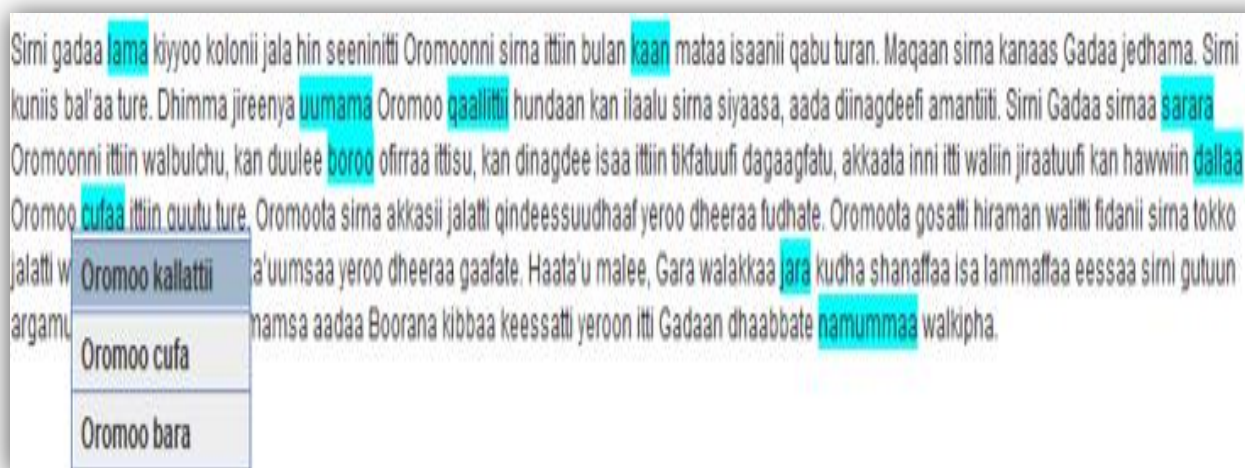 Sirni gadaa lama kiyyoo kolonii jala hin seeninitti Oromoonni sirna ittiin bulan kaan mataa isaanii qabu turan. Maqaan sirna kanaas Gadaa jedhama. Sirni
kuniis bal'aa ture. Dhimma jireenya uumama Oromoo qaallittii hundaan kan ilaalu sirna siyaasa, aada diinagdeefi amantiiti. Sirni Gadaa sirnaa sarara
Oromoonni ittiin walbulchu, kan duulee boroo ofirraa ittisu, kan dinagdee isaa ittiin tikfatuufi dagaagfatu, akkaata inni itti waliin jiraatuufi kan hawwiin dallaa
Oromoo cufaa ittiin guutu ture. Oromoota sirna akkasii jalatti qindeessuudhaaf yeroo dheeraa fudhate. Oromoota gosatti hiraman walitti fidanii sirna tokko
jalatti w a'uumsaa yeroo dheeraa gaafate. Haata'u malee, Gara walakkaa jara kudha shanaffaa isa lammaffaa eessaa sirni gutuun
argamu mamsa aadaa Boorana kibbaa keessatti yeroon itti Gadaan dhaabbate namummaa walkipha.
Oromoo kallattii
Oromoo cufa
Oromoo bara